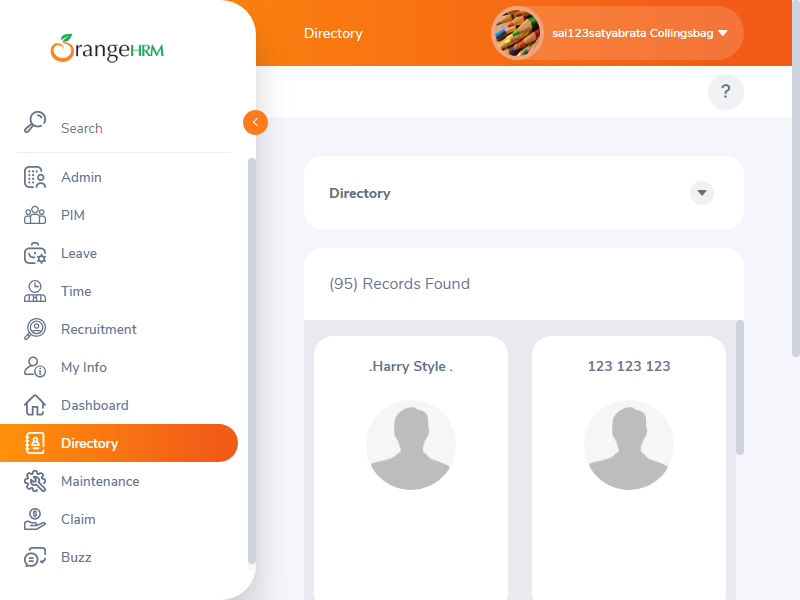 OrangeHRM
Directory
sai123satyabrata Collingsbag
?
Search
Admin
PIM
Leave
Time
Recruitment
My Info
Dashboard
Directory
Maintenance
Claim
Buzz
Directory
(95) Records Found
.Harry Style .
123 123 123